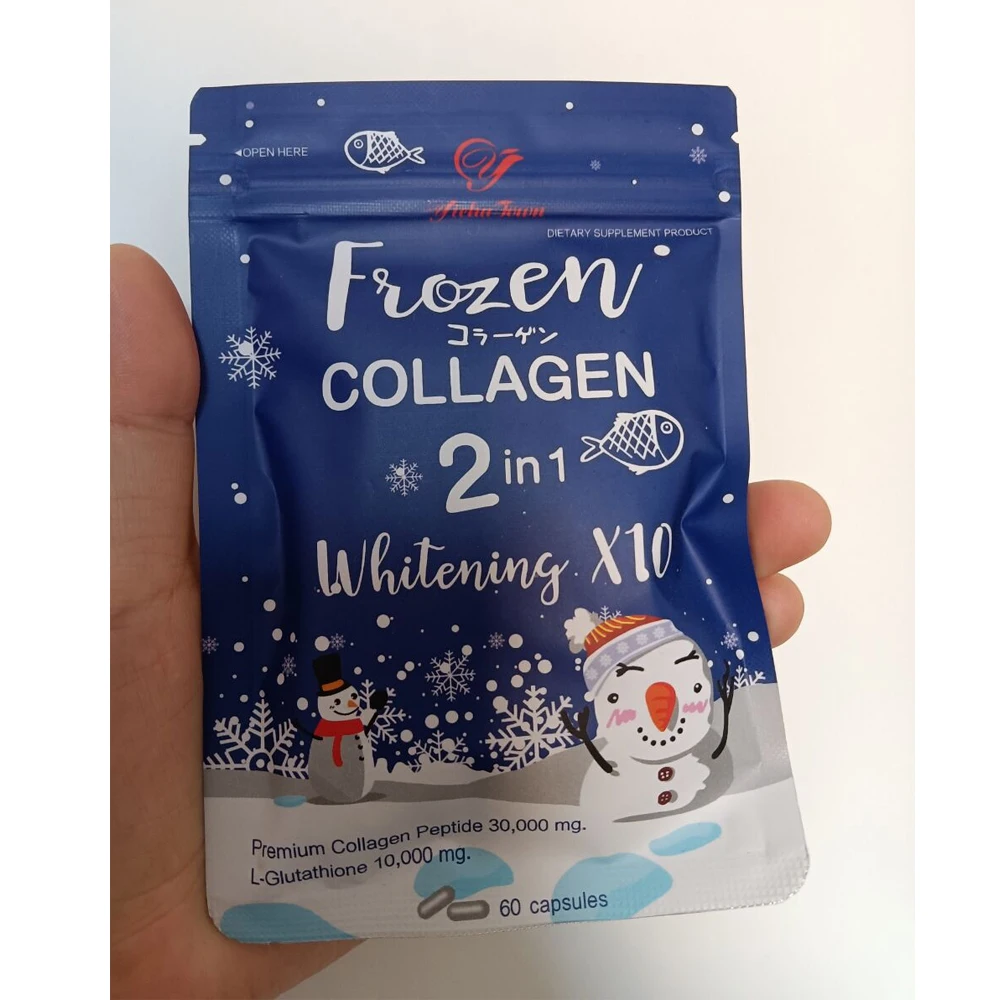 ◄OPEN HERE
DIETARY SUPPLEMENT PRODUCT
Frozen
コラーゲン
COLLAGEN
2 in 1
Whitening X10
Premium Collagen Peptide 30,000 mg.
L-Glutathione 10,000 mg.
60 capsules